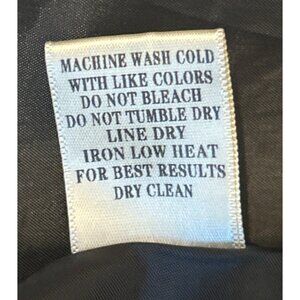 MACHINE WASH COLD
WITH LIKE COLORS
DO NOT BLEACH
DO NOT TUMBLE DRY
LINE DRY
IRON LOW HEAT
FOR BEST RESULTS
DRY CLEAN